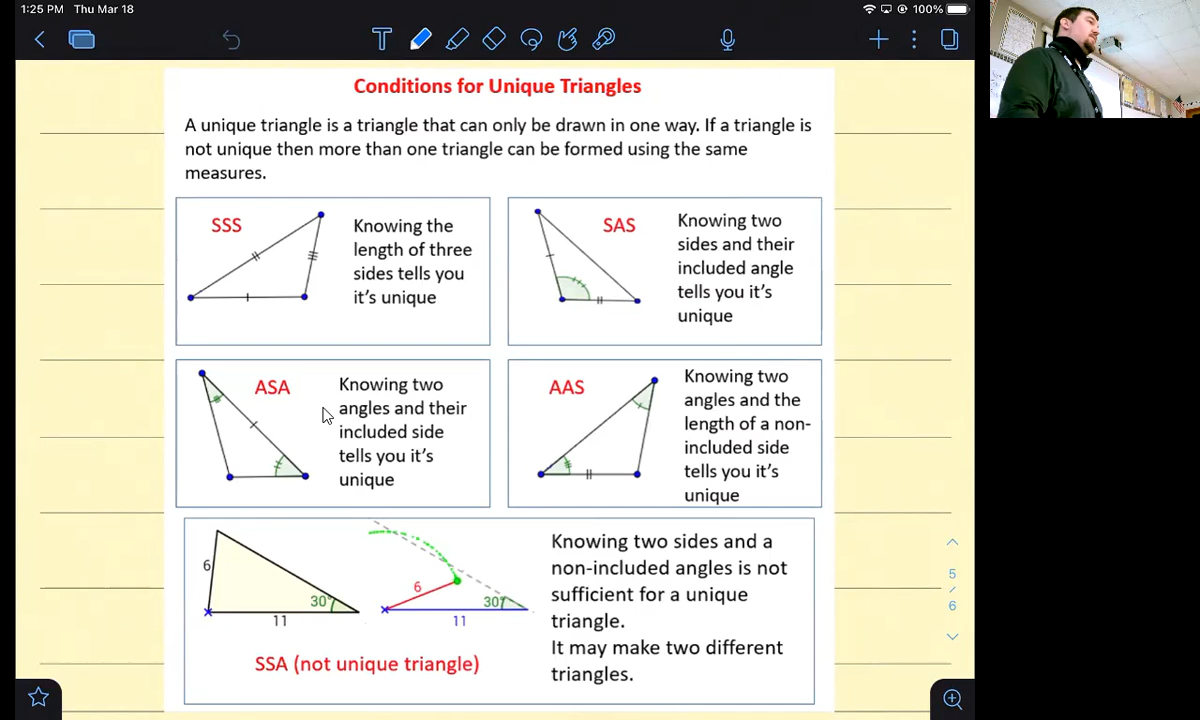 1:25 PM Thu Mar 18
100%
Conditions for Unique Triangles
A unique triangle is a triangle that can only be drawn in one way. If a triangle is
not unique then more than one triangle can be formed using the same
measures.
SSS
Knowing the
length of three
sides tells you
it's unique
SAS
Knowing two
sides and their
included angle
tells you it's
unique
ASA
Knowing two
angles and their
included side
tells you it's
unique
AAS
Knowing two
angles and the
length of a non-
included side
tells you it's
unique
6
30°
11
6
30°
11
SSA (not unique triangle)
Knowing two sides and a
non-included angles is not
sufficient for a unique
triangle.
It may make two different
triangles.
5
/
6